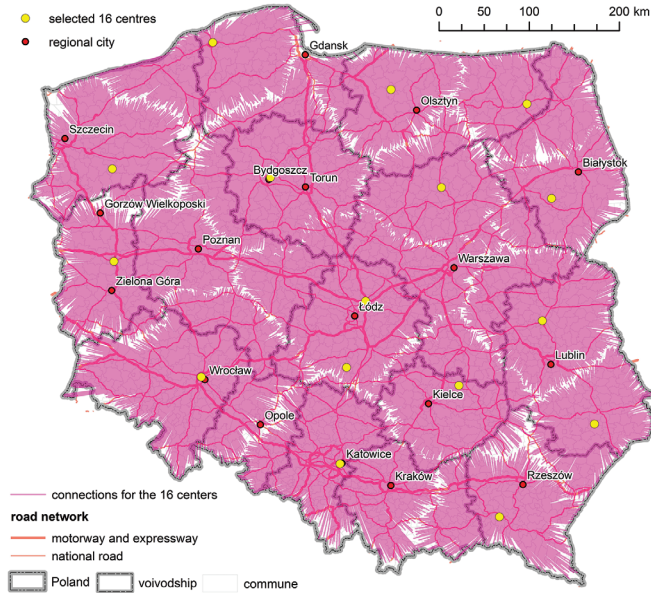 selected 16 centres
regional city
0 50 100 200 km
Gdansk
Olsztyn
Szczecin
Białystok
Bydgoszcz
Torun
Gorzów Wielkoposki
Poznan
Warszawa
Zielona Góra
Łódz
Lublin
Wrocław
Kielce
Opole
Katowice
Kraków
Rzeszów
connections for the 16 centers
road network
motorway and expressway
national road
Poland voivodship commune